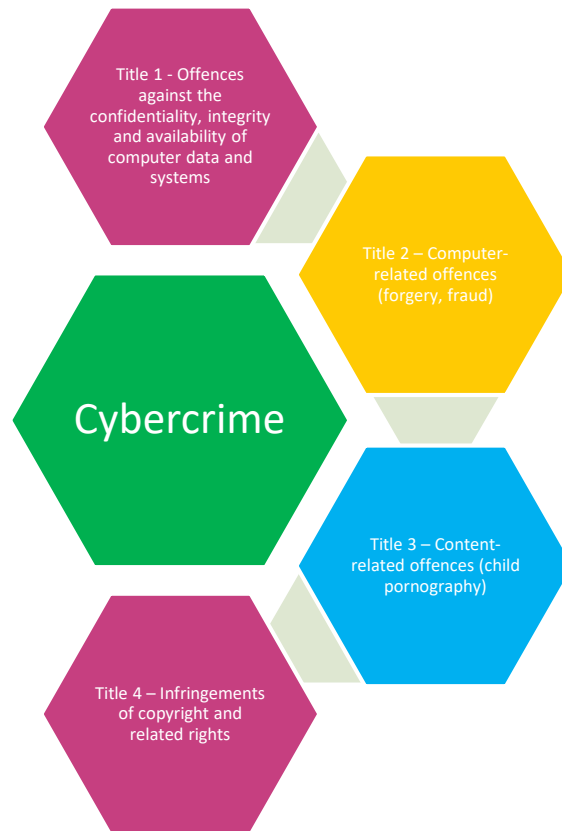 Title 1 - Offences
against the
confidentiality, integrity
and availability of
computer data and
systems
Title 2 – Computer-
related offences
(forgery, fraud)
Cybercrime
Title 3 – Content-
related offences (child
pornography)
Title 4 – Infringements
of copyright and
related rights